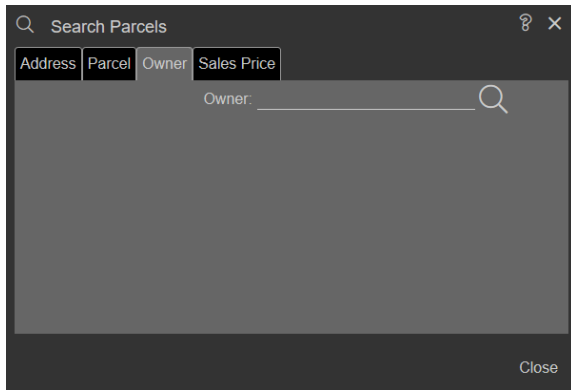 Search Parcels
Address Parcel Owner Sales Price
Owner:
Close